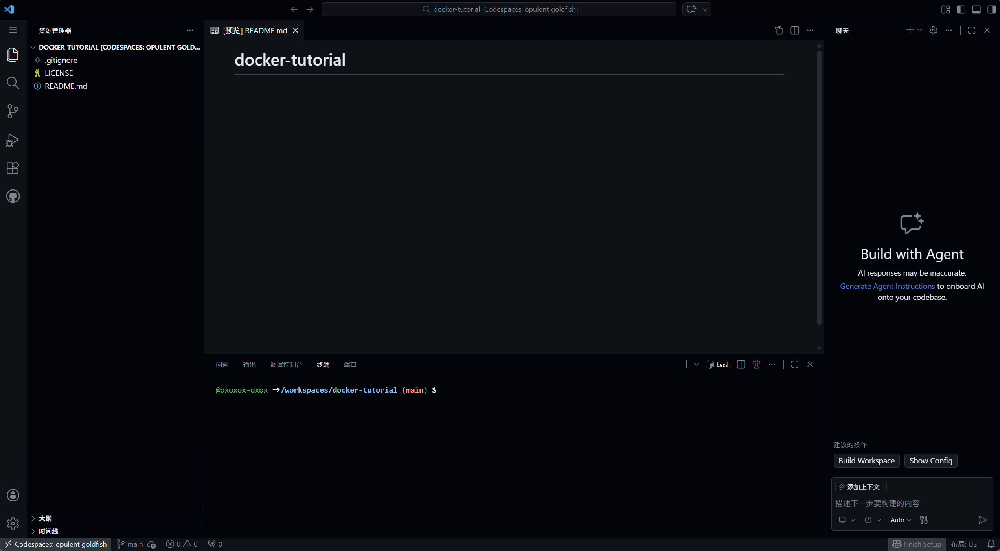 docker-tutorial [Codespaces: opulent goldfish]
资源管理器
DOCKER-TUTORIAL [CODESPACES: OPULENT GOLD...
.gitignore
LICENSE
README.md
大纲
时间线
[预览] README.md
docker-tutorial
问题 输出 调试控制台 终端 端口
bash
@oxoxox-oxox ➜/workspaces/docker-tutorial (main) $
聊天
Build with Agent
AI responses may be inaccurate.
Generate Agent Instructions to onboard AI
onto your codebase.
建议的操作
Build Workspace Show Config
添加上下文...
描述下一步要构建的内容
Auto
Codespaces: opulent goldfish main 0 0 0
Finish Setup 布局: US